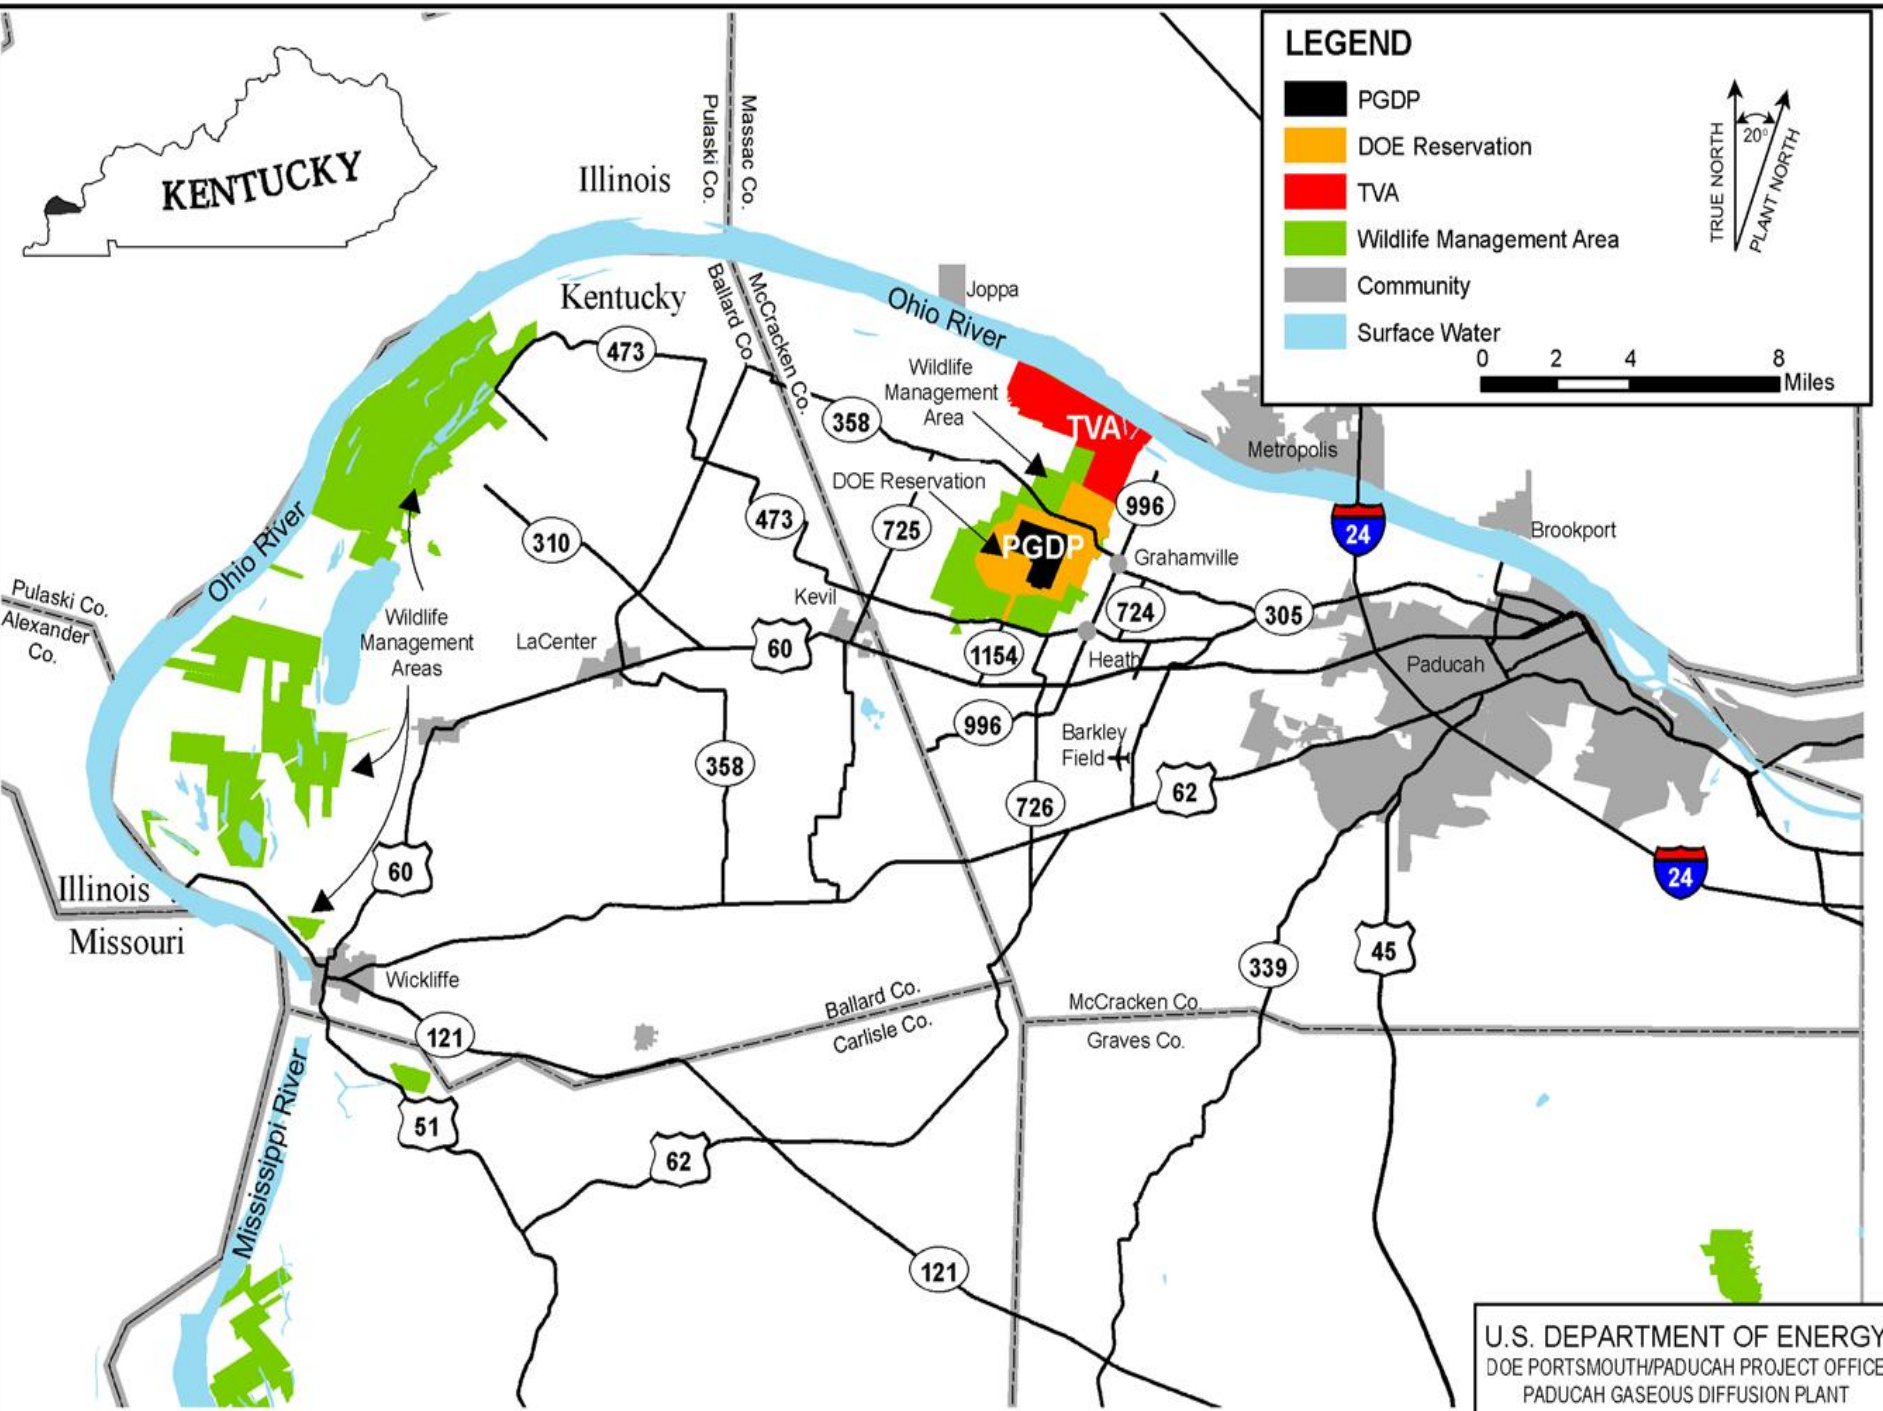 KENTUCKY
Pulaski Co.
Massac Co.
Illinois
LEGEND
PGDP
DOE Reservation
TVA
Wildlife Management Area
Community
Surface Water
TRUE NORTH
20°
PLANT NORTH
0 2 4 8
Miles
Kentucky
Ballard Co.
McCracken Co.
Ohio River
Joppa
473
358
Wildlife
Management
Area
TVA
Metropolis
DOE Reservation
473
725
996
24
Brookport
310
PGDP
Grahamville
Ohio River
Pulaski Co.
Alexander
Co.
Kevil
724
305
Wildlife
Management
Areas
LaCenter
60
1154
Heath
Paducah
996
Barkley
Field
358
62
726
60
24
Illinois
Missouri
Wickliffe
339
45
Ballard Co.
Carlisle Co.
McCracken Co.
Graves Co.
121
Mississippi River
51
62
121
U.S. DEPARTMENT OF ENERGY
DOE PORTSMOUTH/PADUCAH PROJECT OFFICE
PADUCAH GASEOUS DIFFUSION PLANT